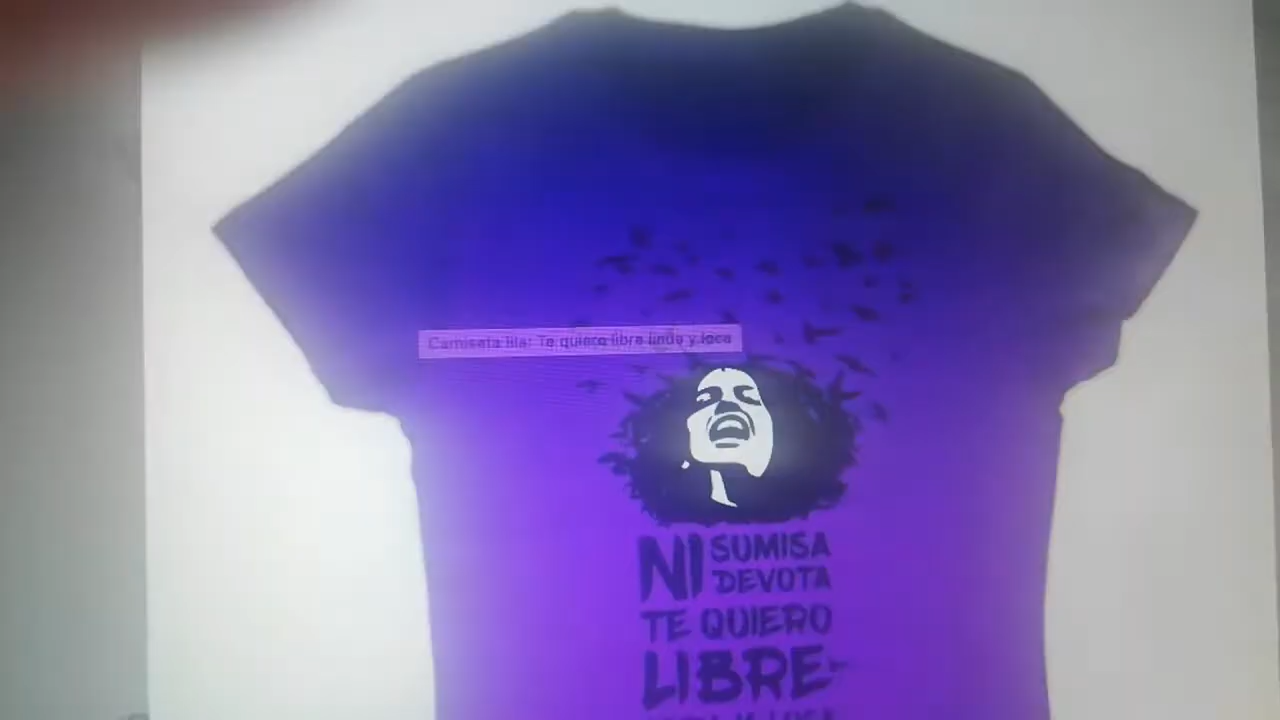 Camiseta lila: Te quiero libre linda y loca
NI SUMISA
DEVOTA
TE QUIERO
LIBRE